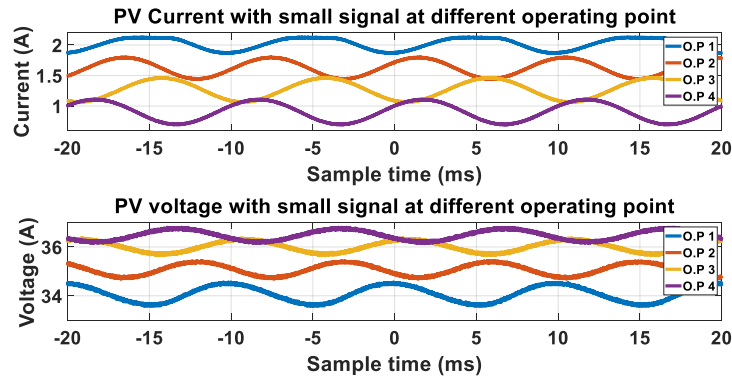 PV Current with small signal at different operating point
Current (A)
2
1.5
1
O.P 1
O.P 2
O.P 3
O.P 4
-20 -15 -10 -5 0 5 10 15 20
Sample time (ms)
PV voltage with small signal at different operating point
Voltage (A)
36
34
O.P 1
O.P 2
O.P 3
O.P 4
-20 -15 -10 -5 0 5 10 15 20
Sample time (ms)